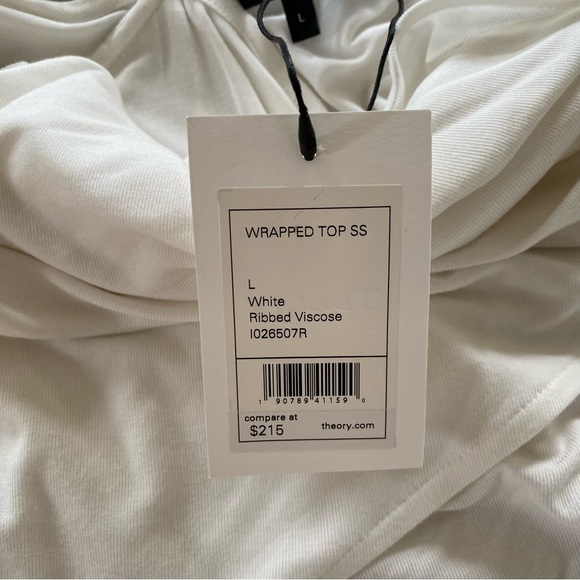 L
WRAPPED TOP SS
L
White
Ribbed Viscose
I026507R
1 90789 41159 0
compare at
$215
theory.com